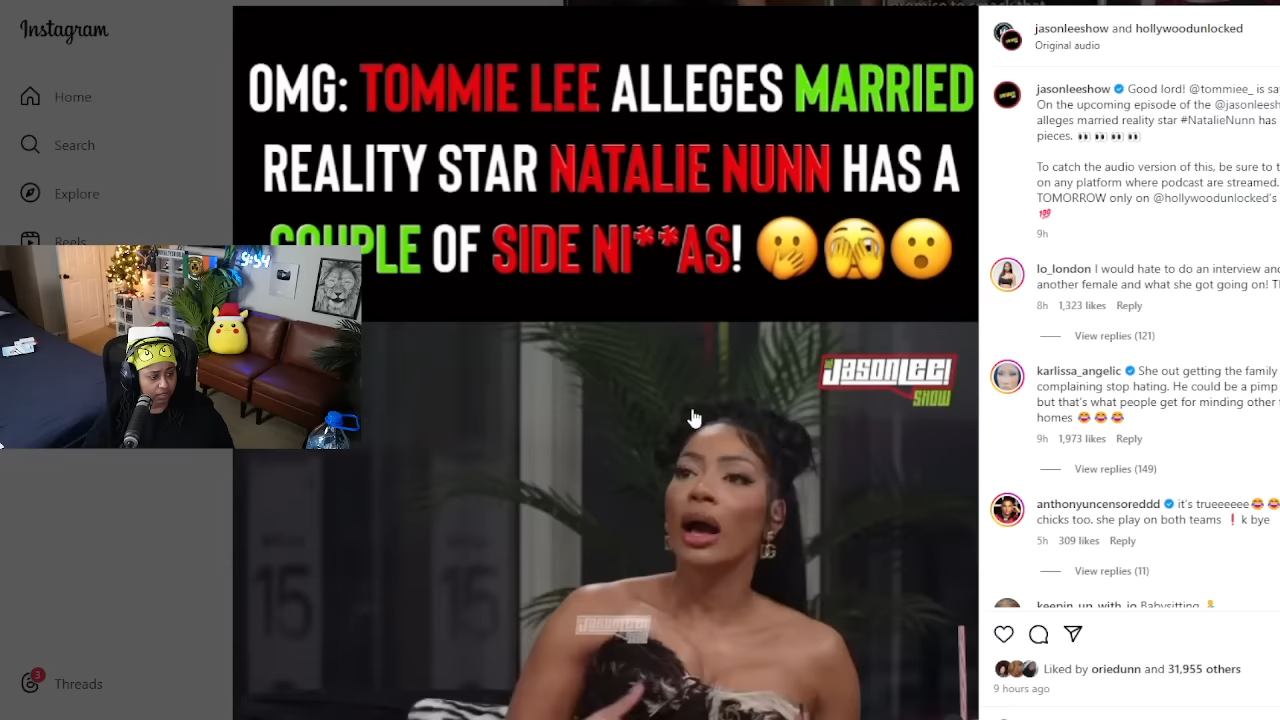 Instagram
Home
Search
Explore
Reels
Threads
3
OMG: TOMMIE LEE ALLEGES MARRIED
REALITY STAR NATALIE NUNN HAS A
COUPLE OF SIDE NI**AS! 🤭🫣😮
JASONLEE!
SHOW
15
15
jasonleeshow and hollywoodunlocked
Original audio
jasonleeshow Good lord! @tommiee_ is sa
On the upcoming episode of the @jasonleesh
alleges married reality star #NatalieNunn has
pieces. 👀 👀 👀 👀
To catch the audio version of this, be sure to t
on any platform where podcast are streamed.
TOMORROW only on @hollywoodunlocked's
💯
9h
lo_london I would hate to do an interview and
another female and what she got going on! T
8h 1,323 likes Reply
View replies (121)
karlissa_angelic She out getting the family
complaining stop hating. He could be a pimp
but that's what people get for minding other
homes 😂 😂 😂
9h 1,973 likes Reply
View replies (149)
anthonyuncensoreddd it's trueeeeee😂 😂
chicks too. she play on both teams ❗ k bye
5h 309 likes Reply
View replies (11)
keepin_up_with_jo Babysitting
Liked by oriedunn and 31,955 others
9 hours ago